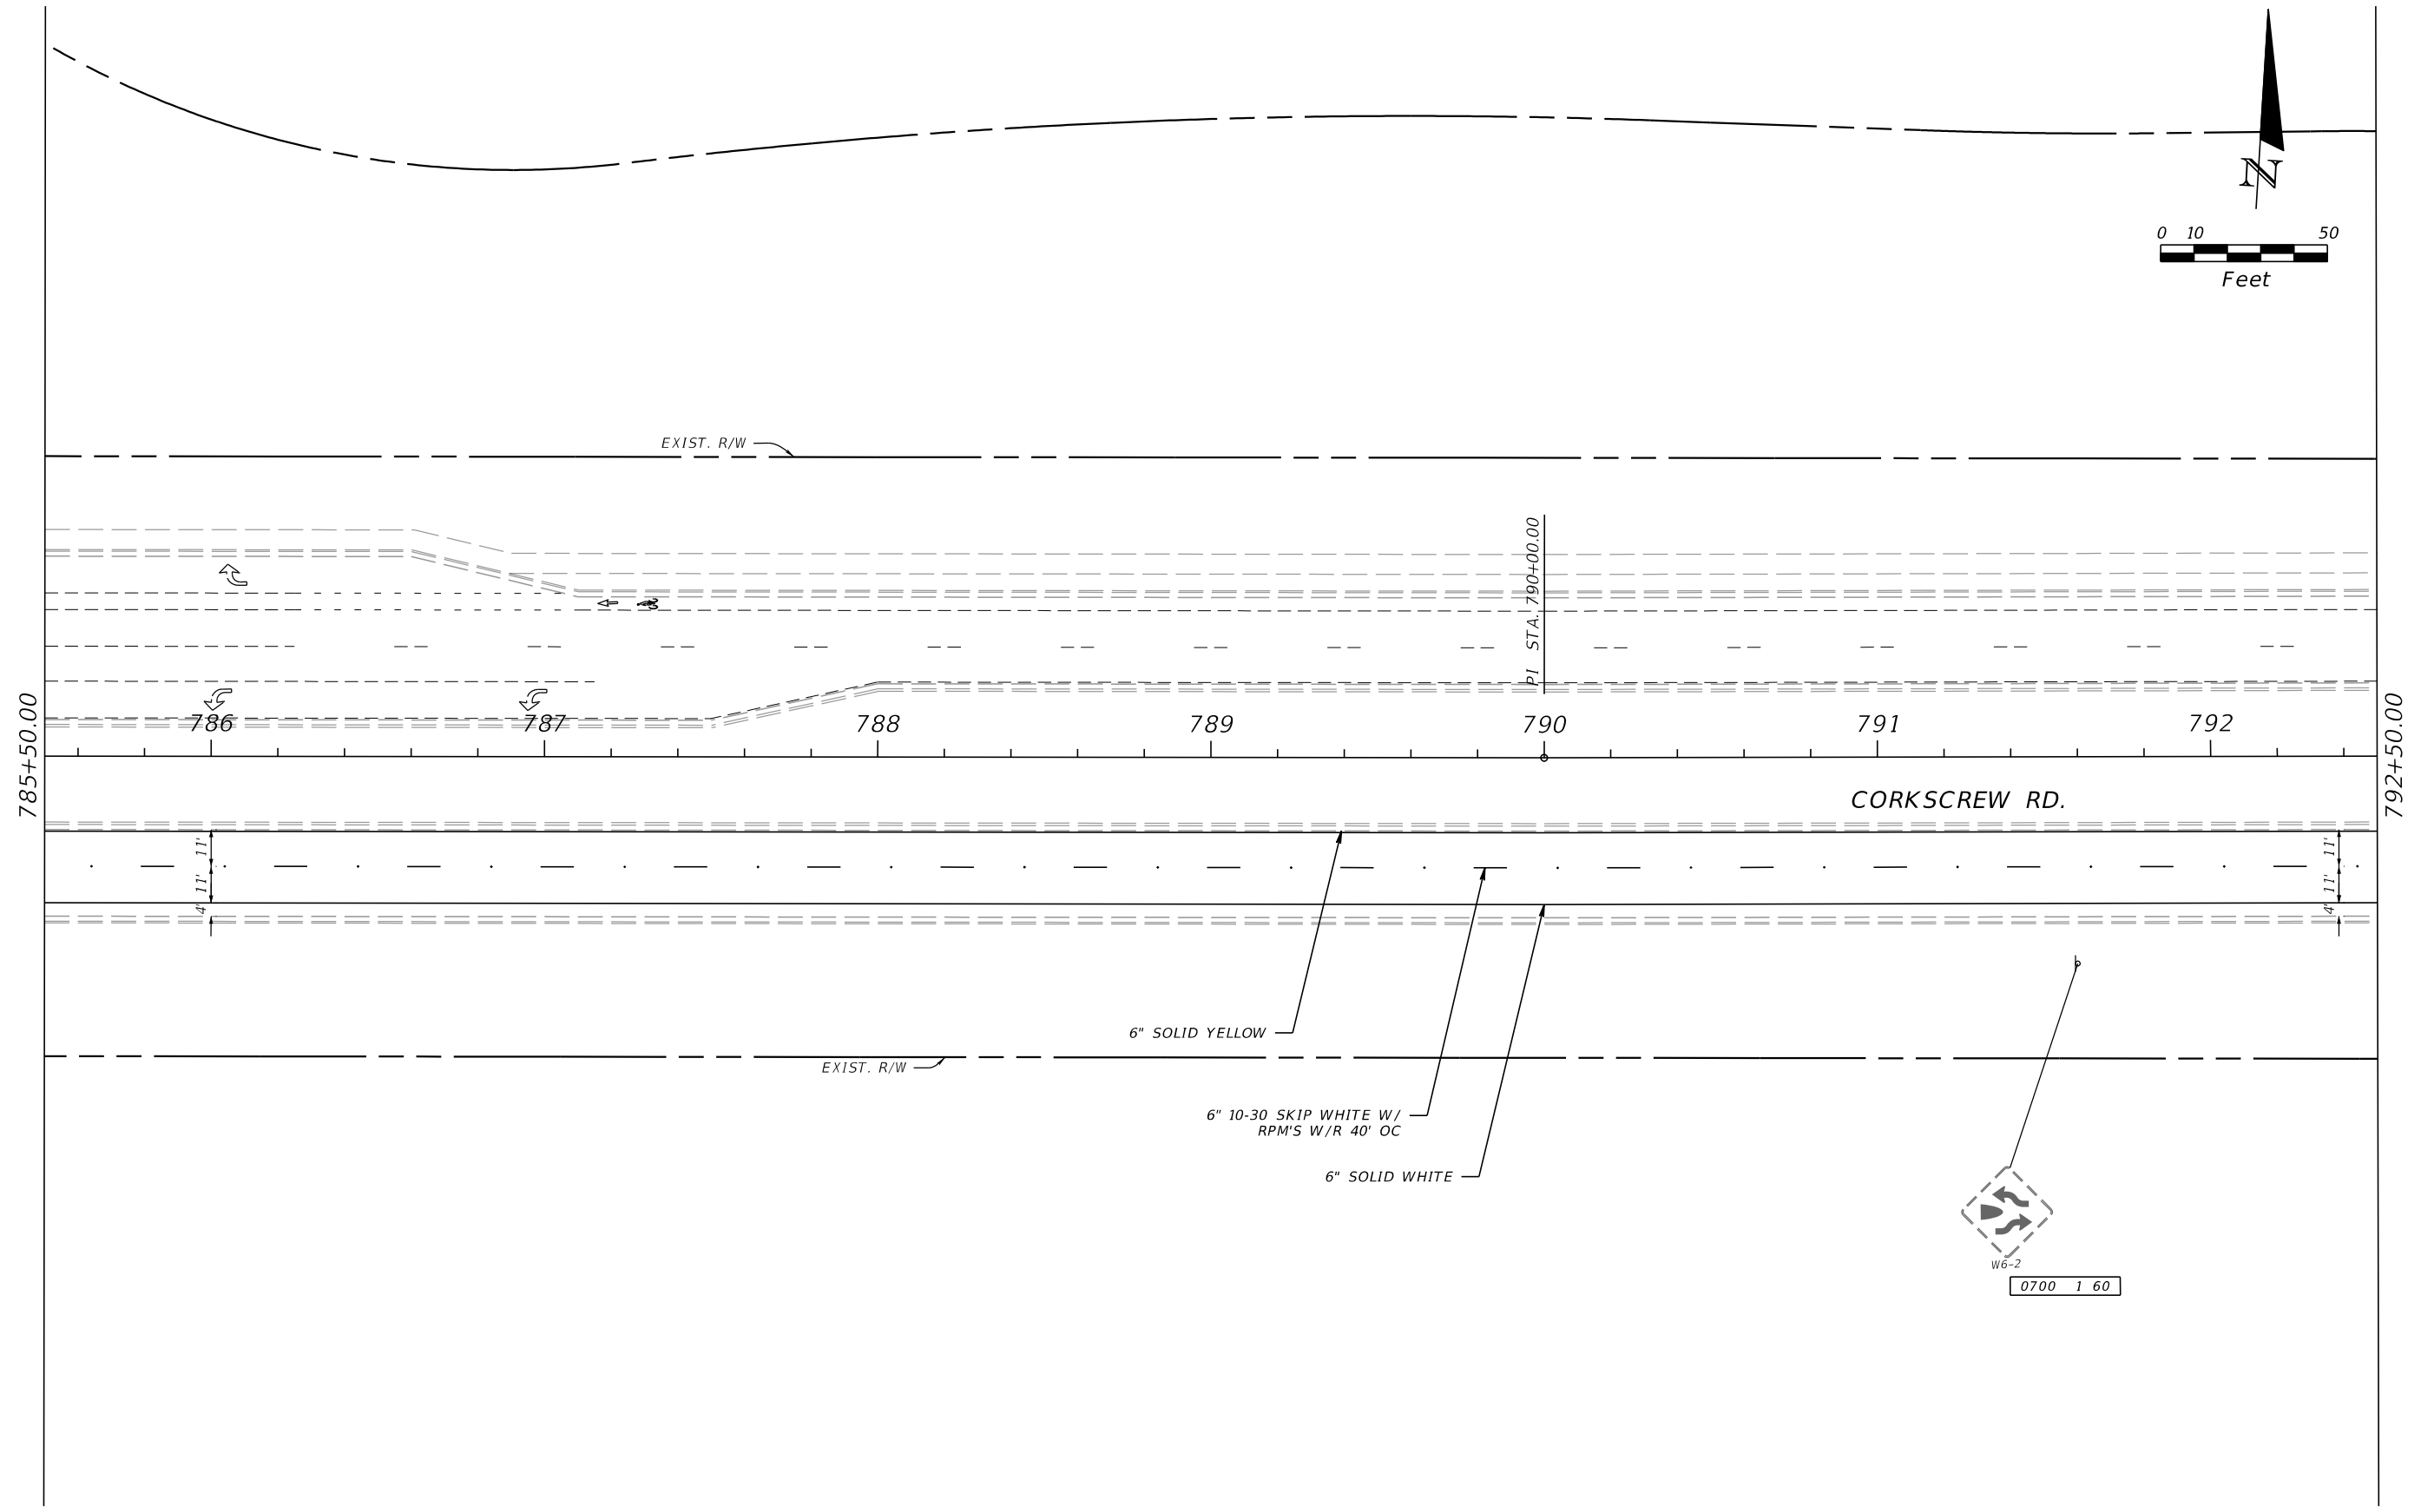 N
0 10 50
Feet
EXIST. R/W
PI STA. 790+00.00
785+50.00
786 787 788 789 790 791 792
792+50.00
CORKSCREW RD.
11'
11'
4'
11'
11'
4'
6" SOLID YELLOW
EXIST. R/W
6" 10-30 SKIP WHITE W/
RPM'S W/R 40' OC
6" SOLID WHITE
W6-2
0700 1 60